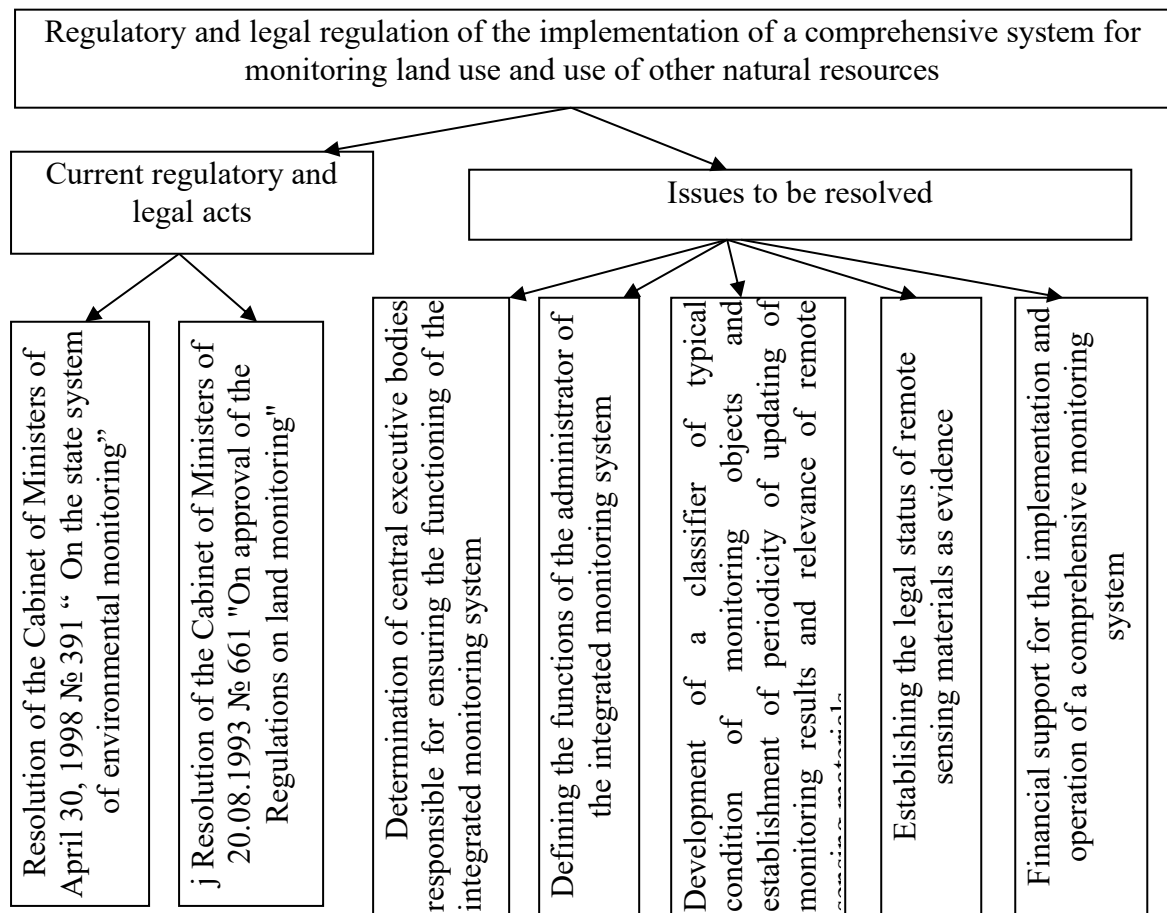 Regulatory and legal regulation of the implementation of a comprehensive system for
monitoring land use and use of other natural resources
Current regulatory and
legal acts
Issues to be resolved
Resolution of the Cabinet of Ministers of
April 30, 1998 № 391 “ On the state system
of environmental monitoring”
j Resolution of the Cabinet of Ministers of
20.08.1993 № 661 "On approval of the
Regulations on land monitoring"
Determination of central executive bodies
responsible for ensuring the functioning of the
integrated monitoring system
Defining the functions of the administrator of
the integrated monitoring system
Development of a classifier of typical
condition of monitoring objects and
establishment of periodicity of updating of
monitoring results and relevance of remote
sensing materials
Establishing the legal status of remote
sensing materials as evidence
Financial support for the implementation and
operation of a comprehensive monitoring
system